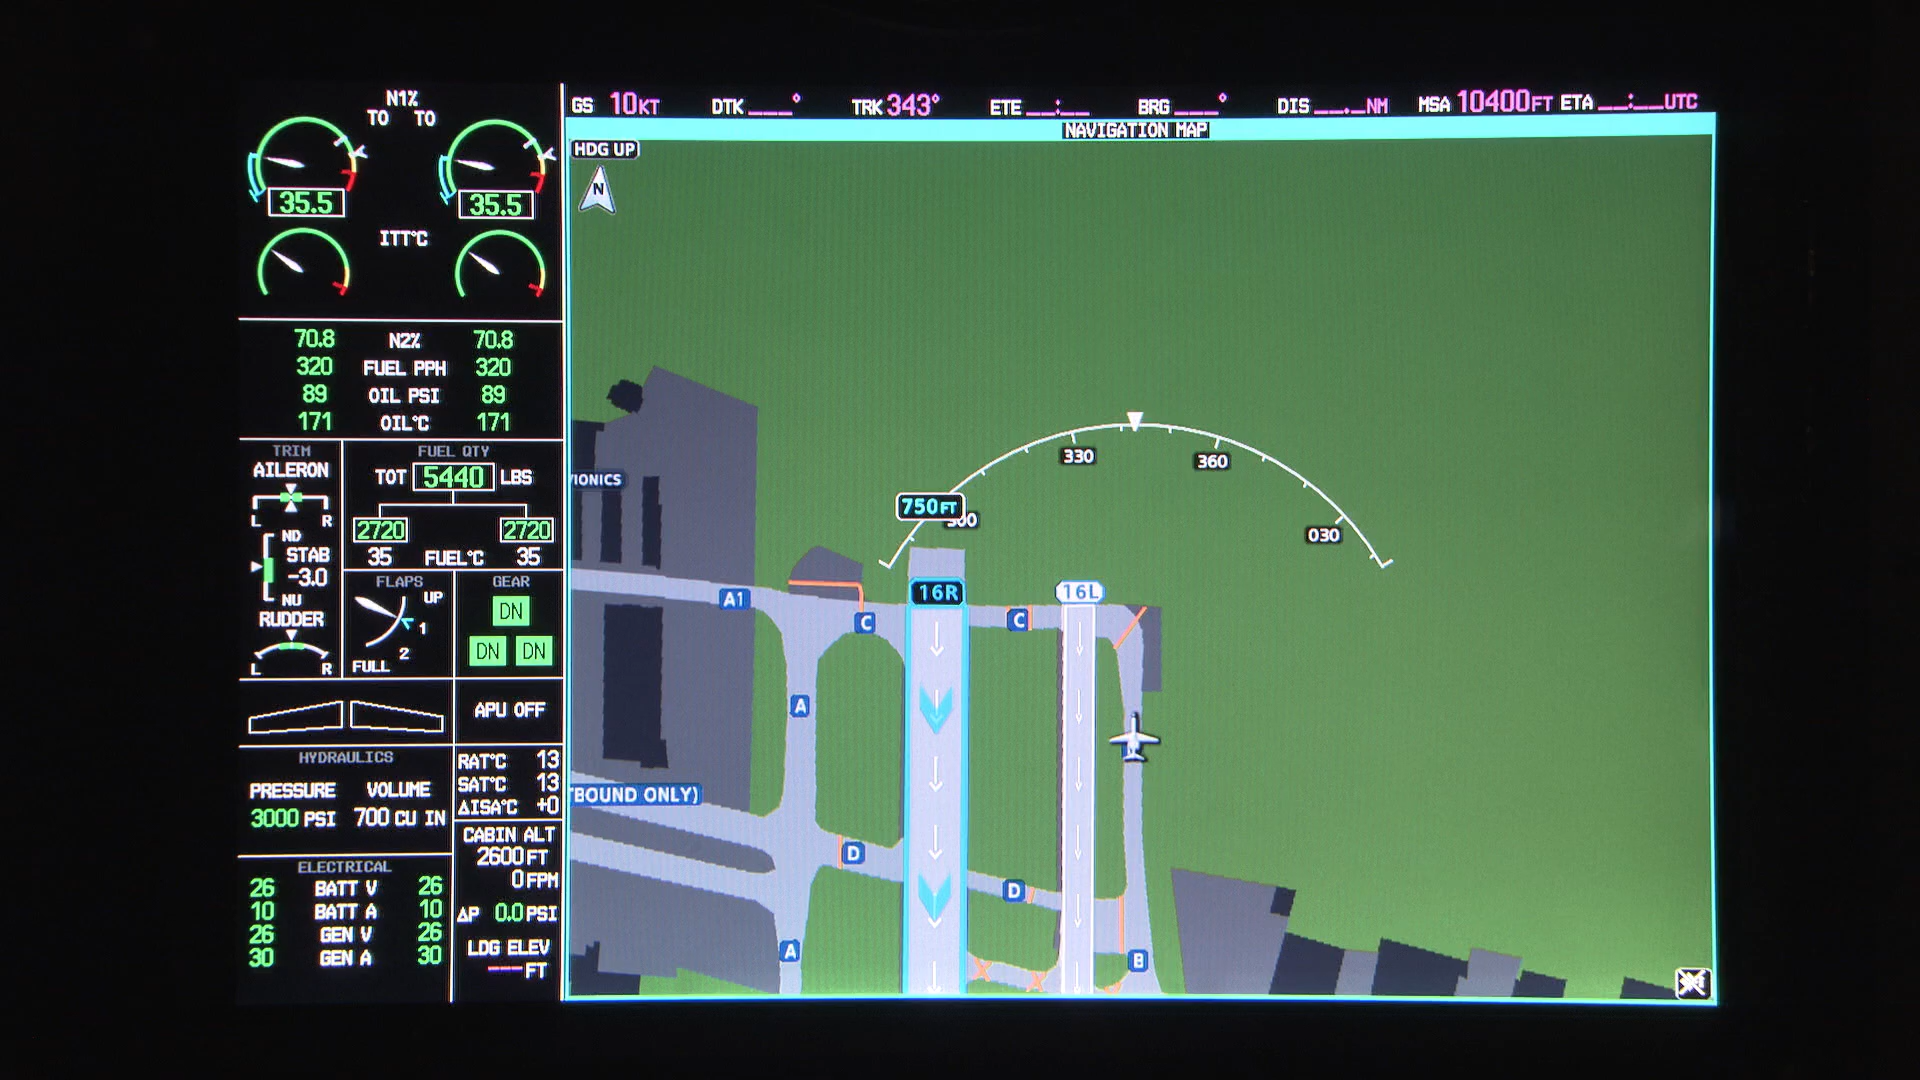 N1%
TO TO
35.5 35.5
ITT°C
70.8 N2% 70.8
320 FUEL PPH 320
89 OIL PSI 89
171 OIL°C 171
TRIM
AILERON
L R
ND
STAB
-3.0
NU
RUDDER
L R
FUEL QTY
TOT 5440 LBS
2720 2720
35 FUEL°C 35
FLAPS
UP
1
2
FULL
GEAR
DN
DN DN
APU OFF
HYDRAULICS
PRESSURE VOLUME
3000 PSI 700 CU IN
RAT°C 13
SAT°C 13
ΔISA°C +0
ELECTRICAL
26 BATT V 26
10 BATT A 10
26 GEN V 26
30 GEN A 30
CABIN ALT
2600FT
0FPM
ΔP 0.0PSI
LDG ELEV
---FT
GS 10KT DTK ___° TRK 343° ETE __:__ BRG ___° DIS __._NM MSA 10400FT ETA __:__UTC
NAVIGATION MAP
HDG UP
N
330
360
030
750FT
VIONICS
16R
16L
A1
C
C
A
TBOUND ONLY)
D
D
A
B